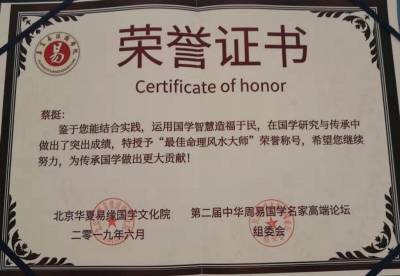 易
荣誉证书
Certificate of honor
蔡挺:
鉴于您能结合实践，运用国学智慧造福于民，在国学研究与传承中
做出了突出成绩，特授予“最佳命理风水大师”荣誉称号，希望您继续
努力，为传承国学做出更大贡献！
北京华夏易缘国学文化院
第二届中华周易国学名家高端论坛
二零一九年六月
组委会